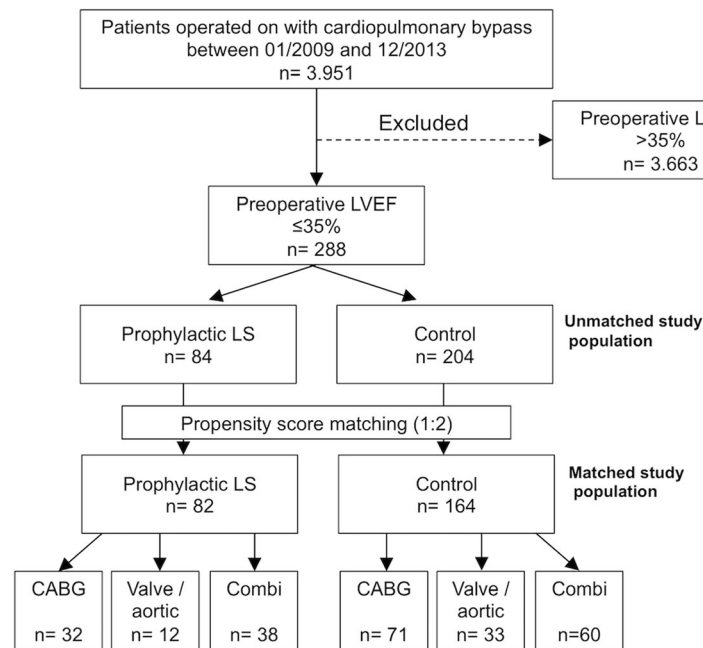 Patients operated on with cardiopulmonary bypass
between 01/2009 and 12/2013
n= 3.951
Excluded
Preoperative
>35%
n= 3.663
Preoperative LVEF
≤35%
n= 288
Prophylactic LS
n= 84
Control
n= 204
Unmatched study
population
Propensity score matching (1:2)
Prophylactic LS
n= 82
Control
n= 164
Matched study
population
CABG
n= 32
Valve /
aortic
n= 12
Combi
n= 38
CABG
n= 71
Valve /
aortic
n= 33
Combi
n=60